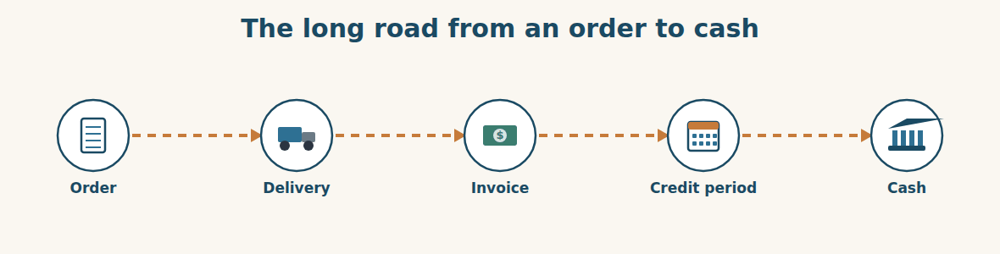 The long road from an order to cash
$
Order
Delivery
Invoice
Credit period
Cash